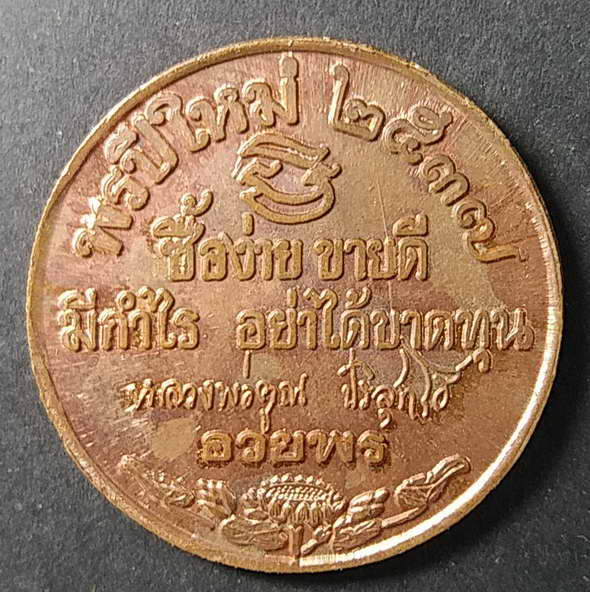 พรปีใหม่ ๒๕๓๗
ซื้อง่าย ขายดี
มีกำไร อย่าได้ขาดทุน
หลวงพ่อคูณ ปริสุทโธ
อวยพร